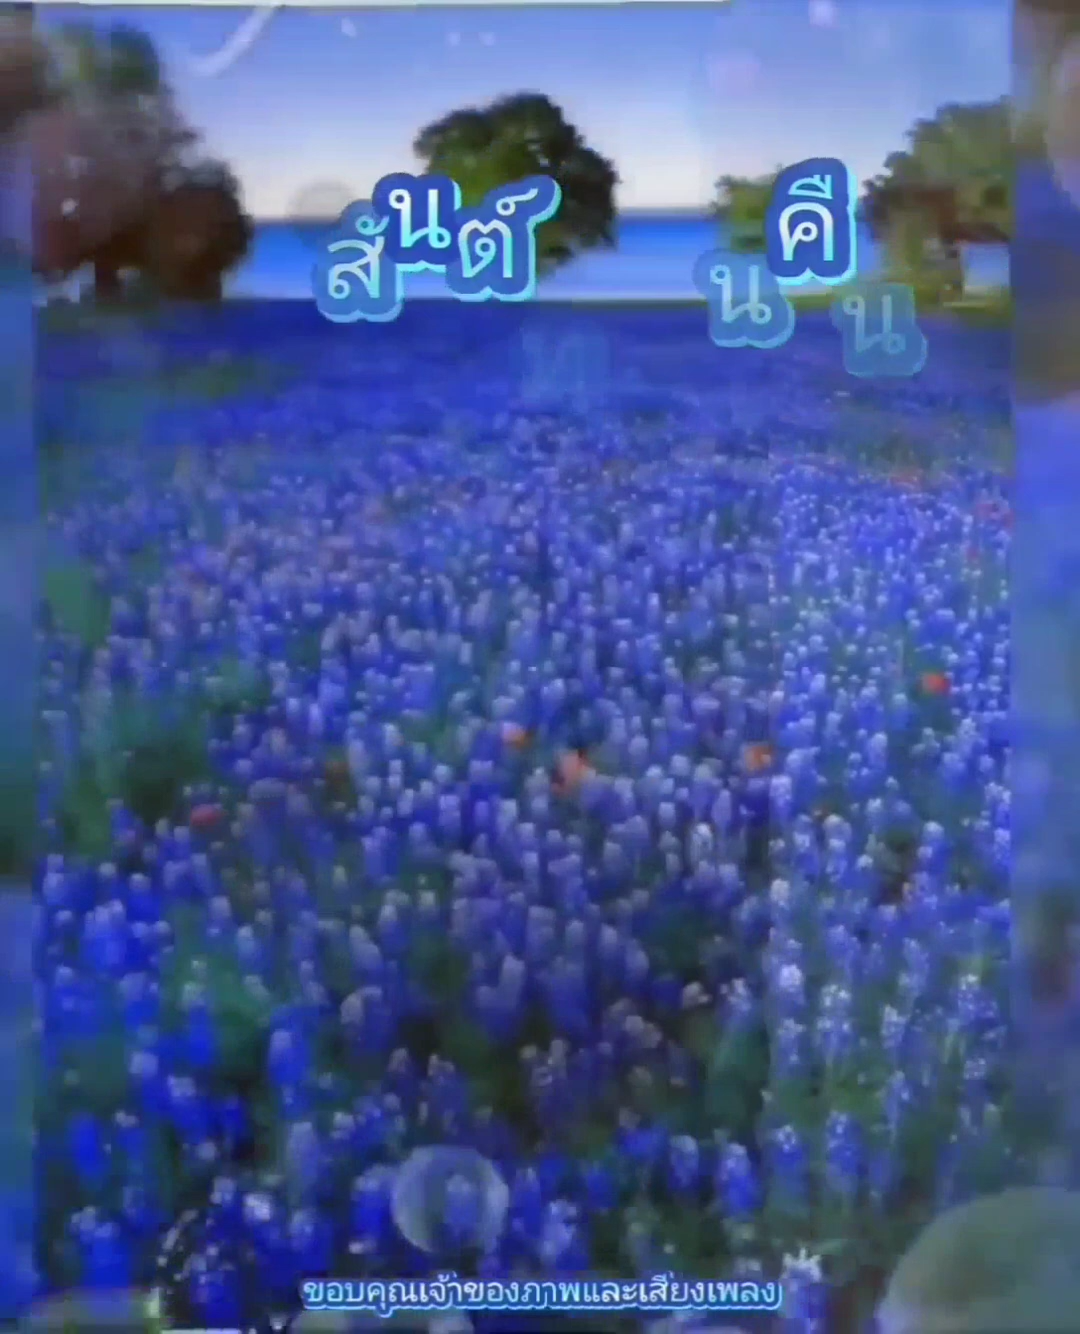 สันต์ นคืน
ขอบคุณเจ้าของภาพและเสียงเพลง